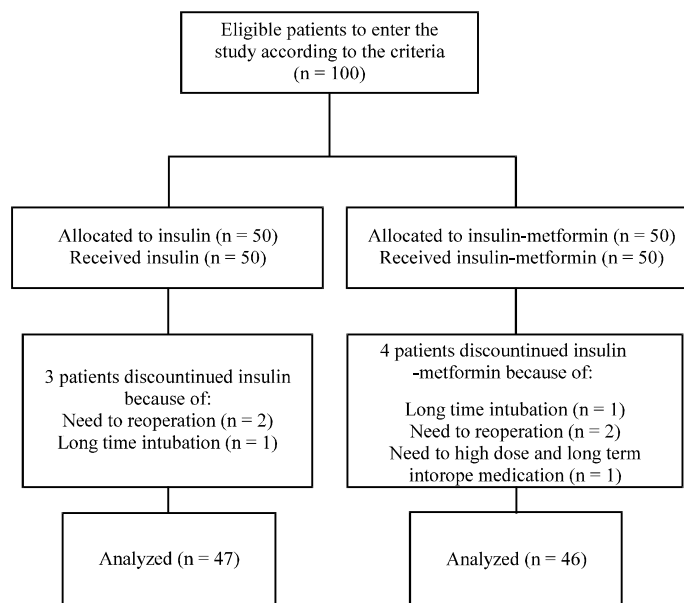 Eligible patients to enter the
study according to the criteria
(n = 100)
Allocated to insulin (n = 50)
Received insulin (n = 50)
Allocated to insulin-metformin (n = 50)
Received insulin-metformin (n = 50)
3 patients discountinued insulin
because of:
Need to reoperation (n = 2)
Long time intubation (n = 1)
4 patients discountinued insulin
-metformin because of:
Long time intubation (n = 1)
Need to reoperation (n = 2)
Need to high dose and long term
intorope medication (n = 1)
Analyzed (n = 47)
Analyzed (n = 46)